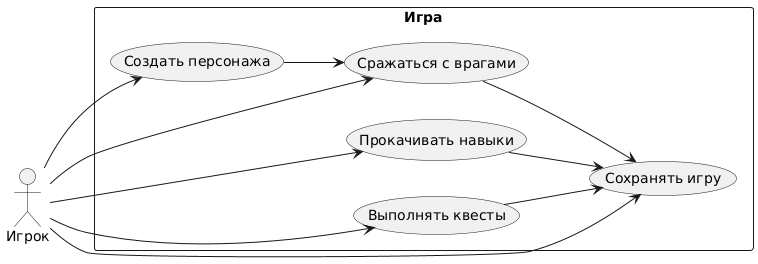 Игра
Создать персонажа
Сражаться с врагами
Прокачивать навыки
Сохранять игру
Выполнять квесты
Игрок